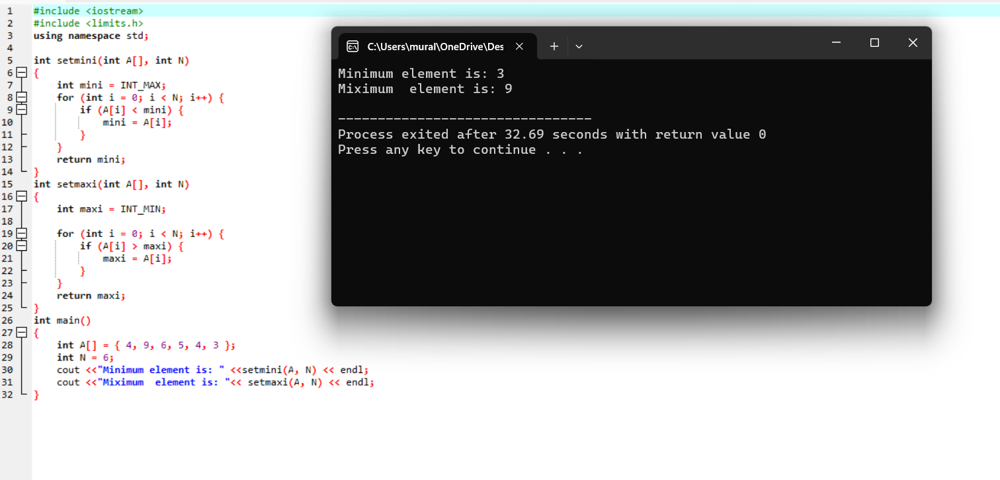 1 #include <iostream>
2 #include <limits.h>
3 using namespace std;
4
5 int setmini(int A[], int N)
6 {
7 int mini = INT_MAX;
8 for (int i = 0; i < N; i++) {
9 if (A[i] < mini) {
10 mini = A[i];
11 }
12 }
13 return mini;
14 }
15 int setmaxi(int A[], int N)
16 {
17 int maxi = INT_MIN;
18
19 for (int i = 0; i < N; i++) {
20 if (A[i] > maxi) {
21 maxi = A[i];
22 }
23 }
24 return maxi;
25 }
26 int main()
27 {
28 int A[] = { 4, 9, 6, 5, 4, 3 };
29 int N = 6;
30 cout <<"Minimum element is: " <<setmini(A, N) << endl;
31 cout <<"Miximum  element is: "<< setmaxi(A, N) << endl;
32 }
C:\Users\mural\OneDrive\Des
Minimum element is: 3
Miximum  element is: 9
--------------------------------
Process exited after 32.69 seconds with return value 0
Press any key to continue . . .